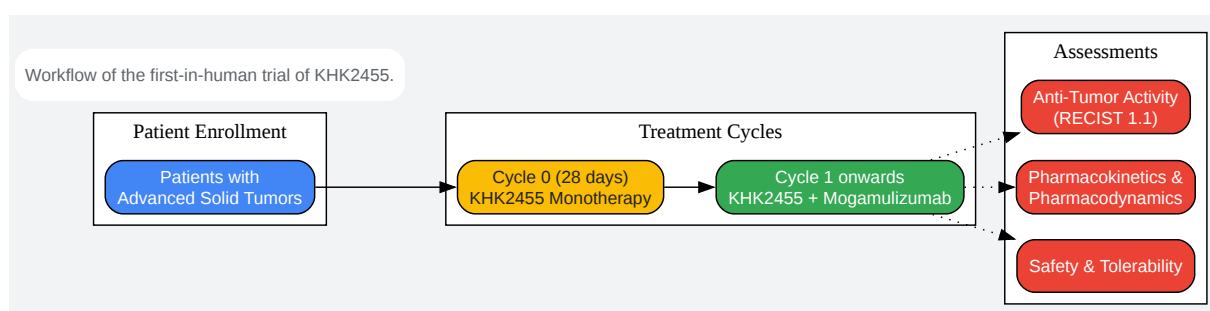 Workflow of the first-in-human trial of KHK2455.
Patient Enrollment
Patients with
Advanced Solid Tumors
Treatment Cycles
Cycle 0 (28 days)
KHK2455 Monotherapy
Cycle 1 onwards
KHK2455 + Mogamulizumab
Assessments
Anti-Tumor Activity
(RECIST 1.1)
Pharmacokinetics &
Pharmacodynamics
Safety & Tolerability